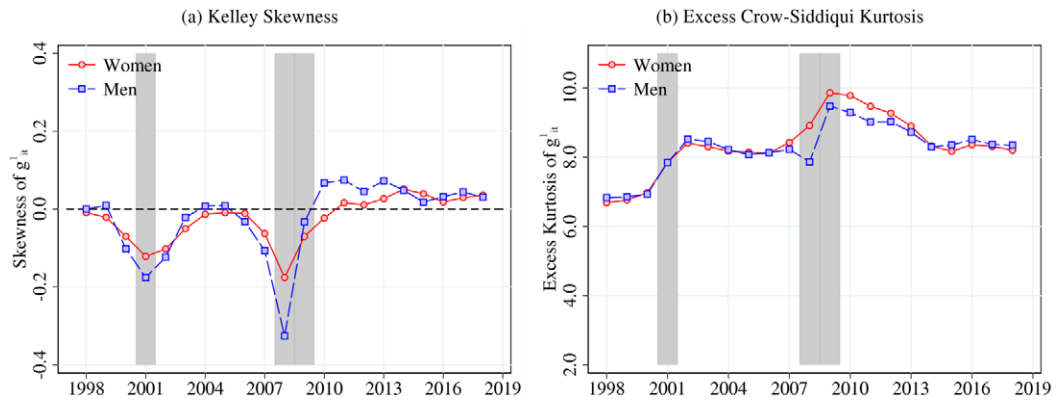 (a) Kelley Skewness
Skewness of g¹ᵢₜ
0.4
0.2
0.0
-0.2
-0.4
Women
Men
1998 2001 2004 2007 2010 2013 2016 2019
(b) Excess Crow-Siddiqui Kurtosis
Excess Kurtosis of g¹ᵢₜ
10.0
8.0
6.0
4.0
2.0
Women
Men
1998 2001 2004 2007 2010 2013 2016 2019